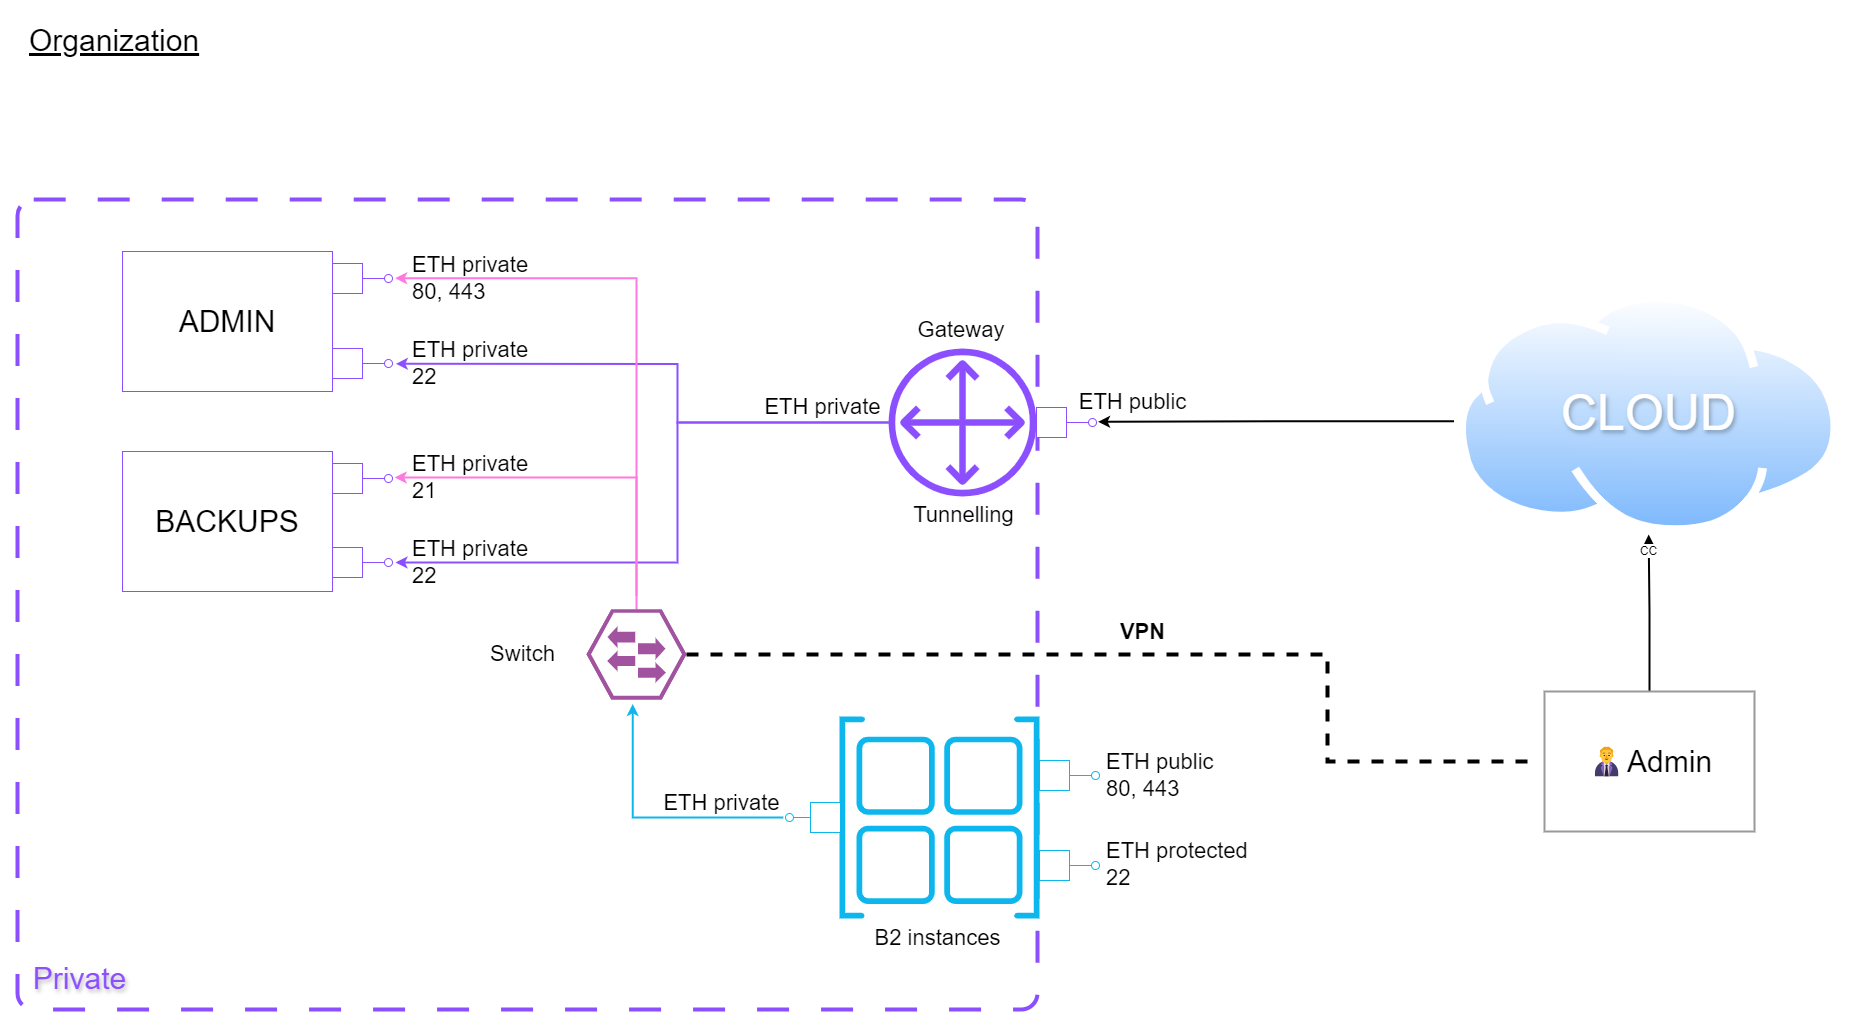 Organization
ETH private
80, 443
ADMIN
ETH private
22
Gateway
ETH private
ETH public
CLOUD
ETH private
21
BACKUPS
ETH private
22
Tunnelling
CC
VPN
Switch
Admin
ETH public
80, 443
ETH private
ETH protected
22
B2 instances
Private